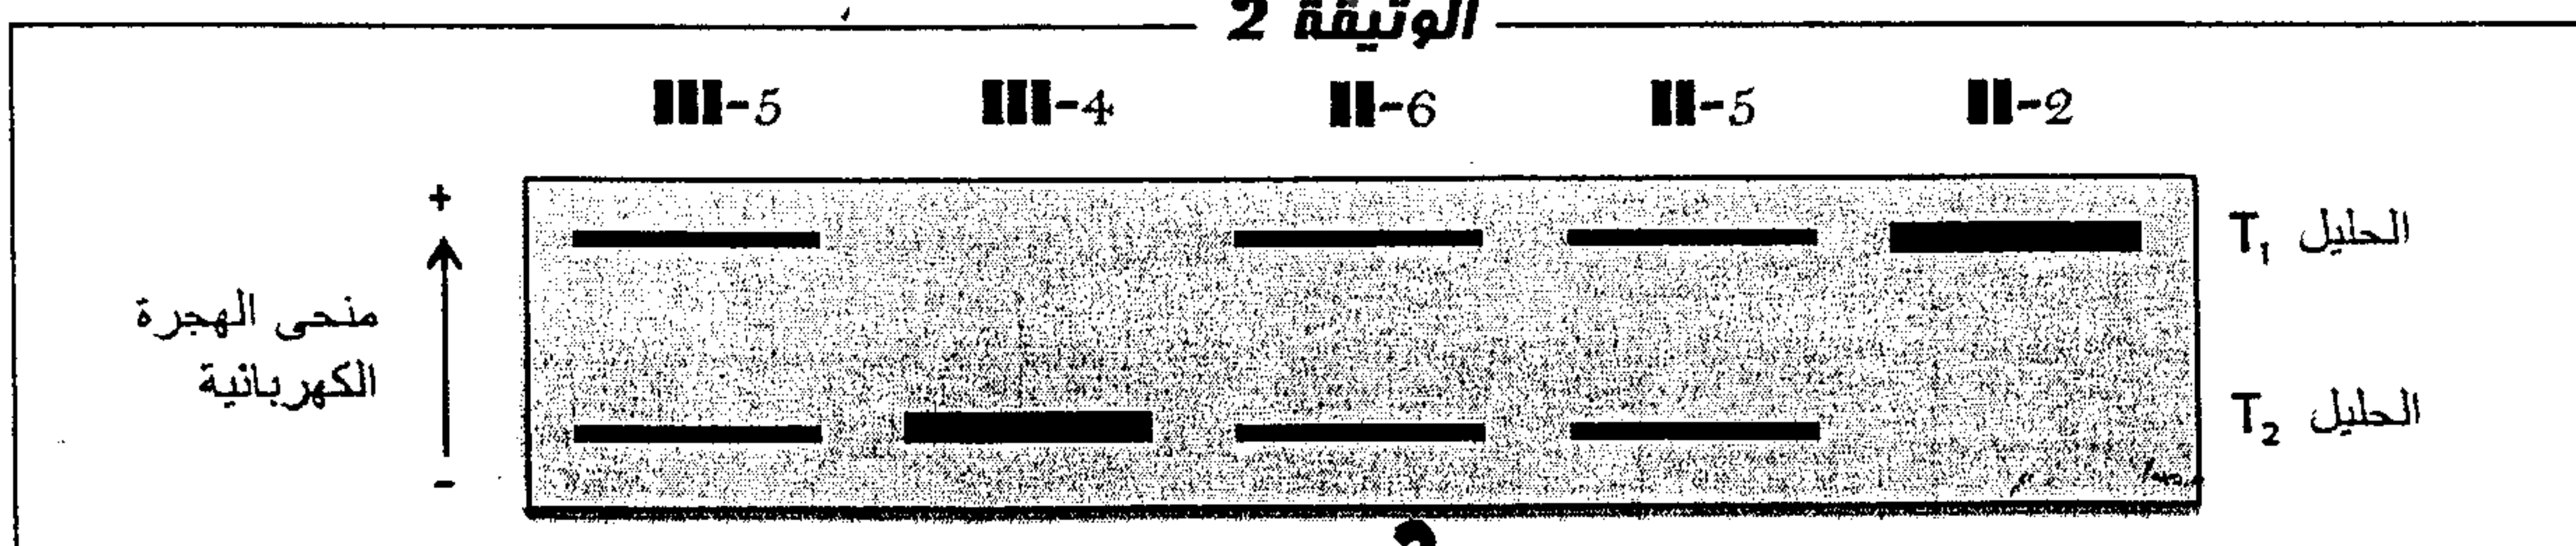 الوثيقة 2
III-5 III-4 II-6 II-5 II-2
+
الحليل T₁
منحى الهجرة
الكهربائية
الحليل T₂
-